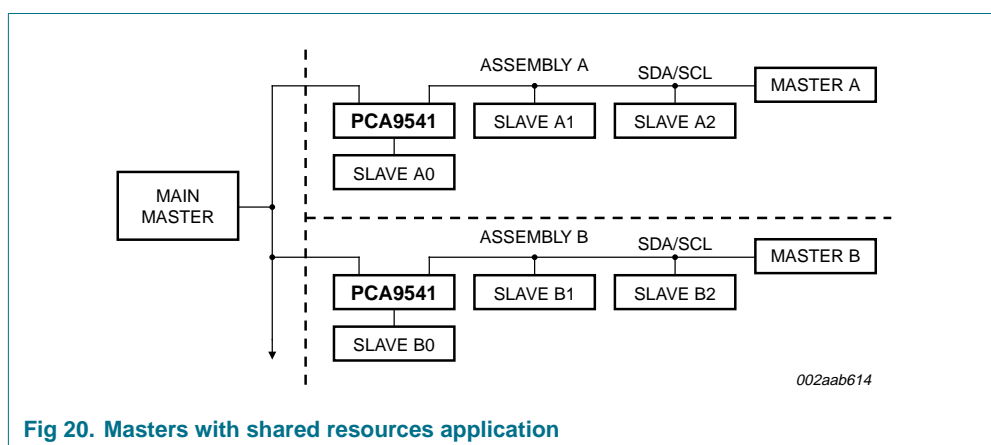 ASSEMBLY A
SDA/SCL
MASTER A
PCA9541
SLAVE A1
SLAVE A2
SLAVE A0
MAIN
MASTER
ASSEMBLY B
SDA/SCL
MASTER B
PCA9541
SLAVE B1
SLAVE B2
SLAVE B0
002aab614
Fig 20. Masters with shared resources application